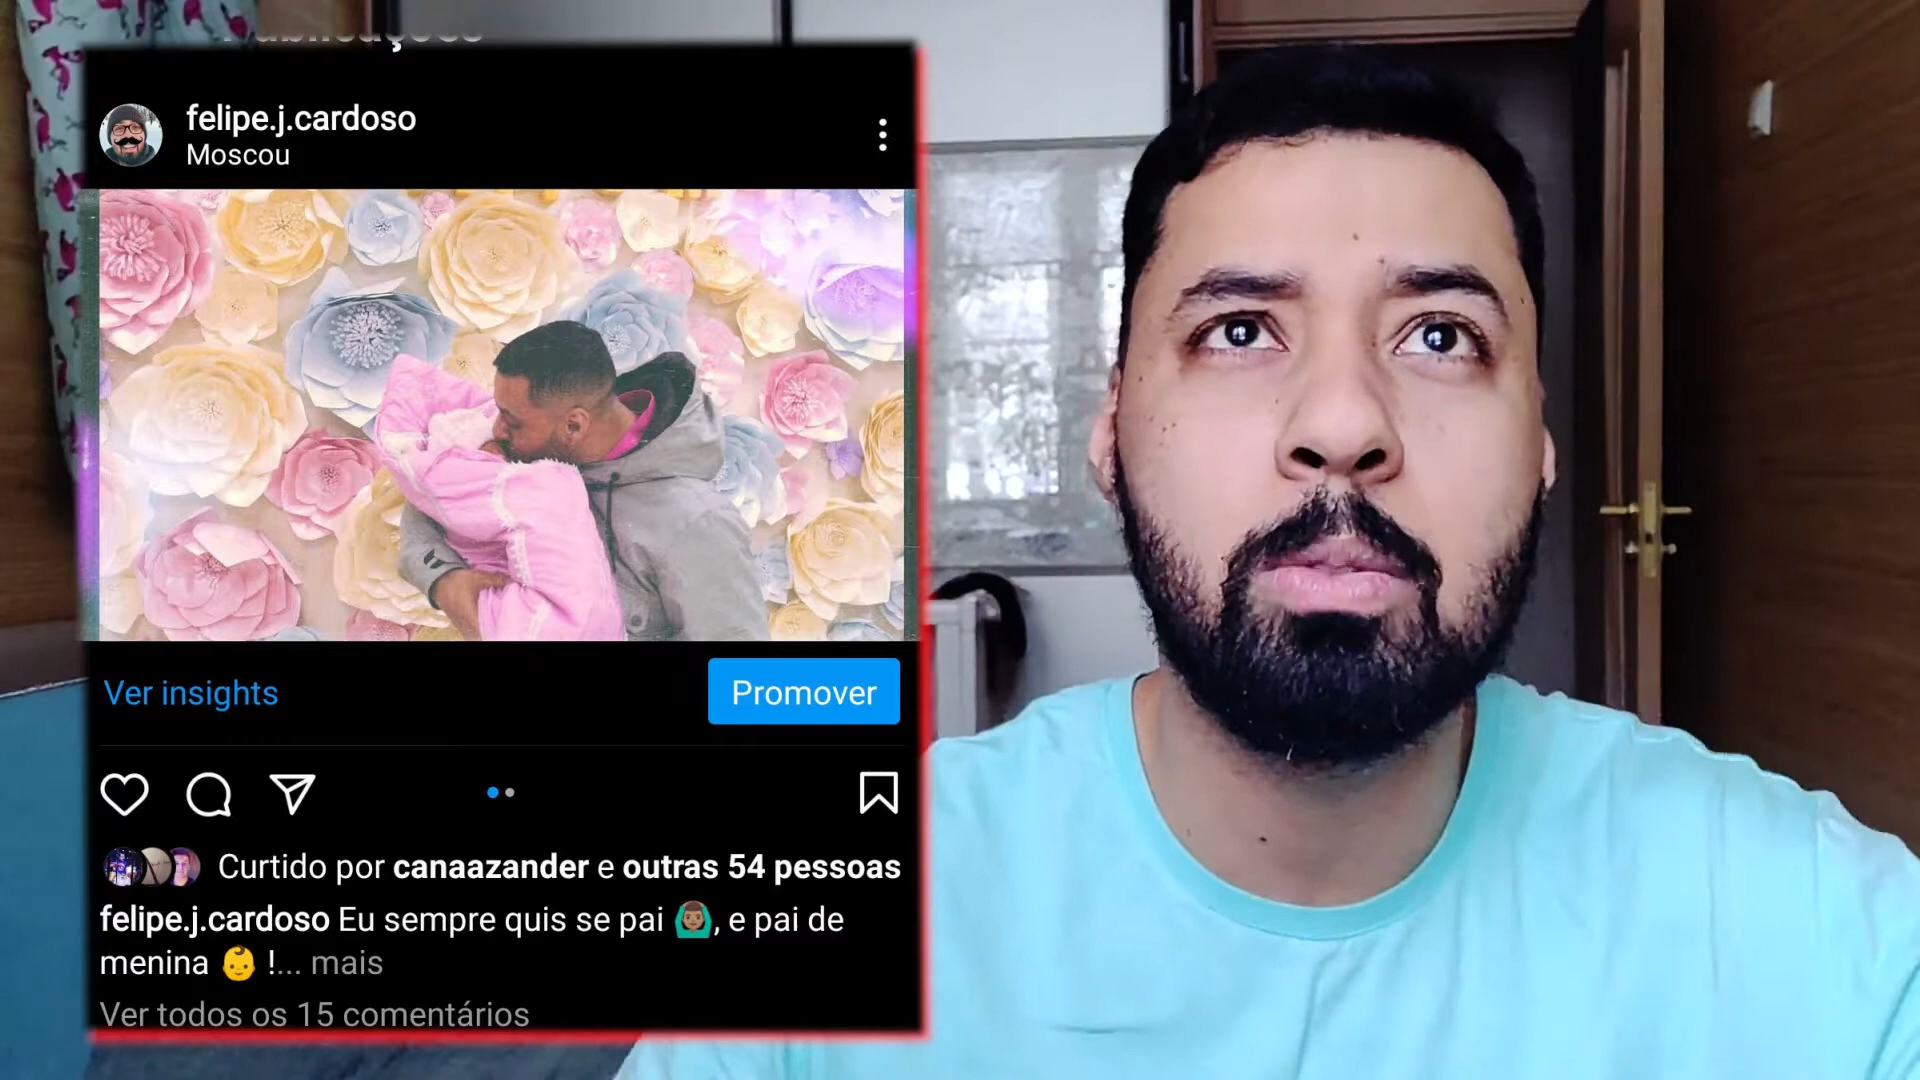 felipe.j.cardoso
Moscou
Ver insights
Promover
Curtido por canaazander e outras 54 pessoas
felipe.j.cardoso Eu sempre quis se pai 🙆🏽‍♂️, e pai de
menina 👶 !... mais
Ver todos os 15 comentários